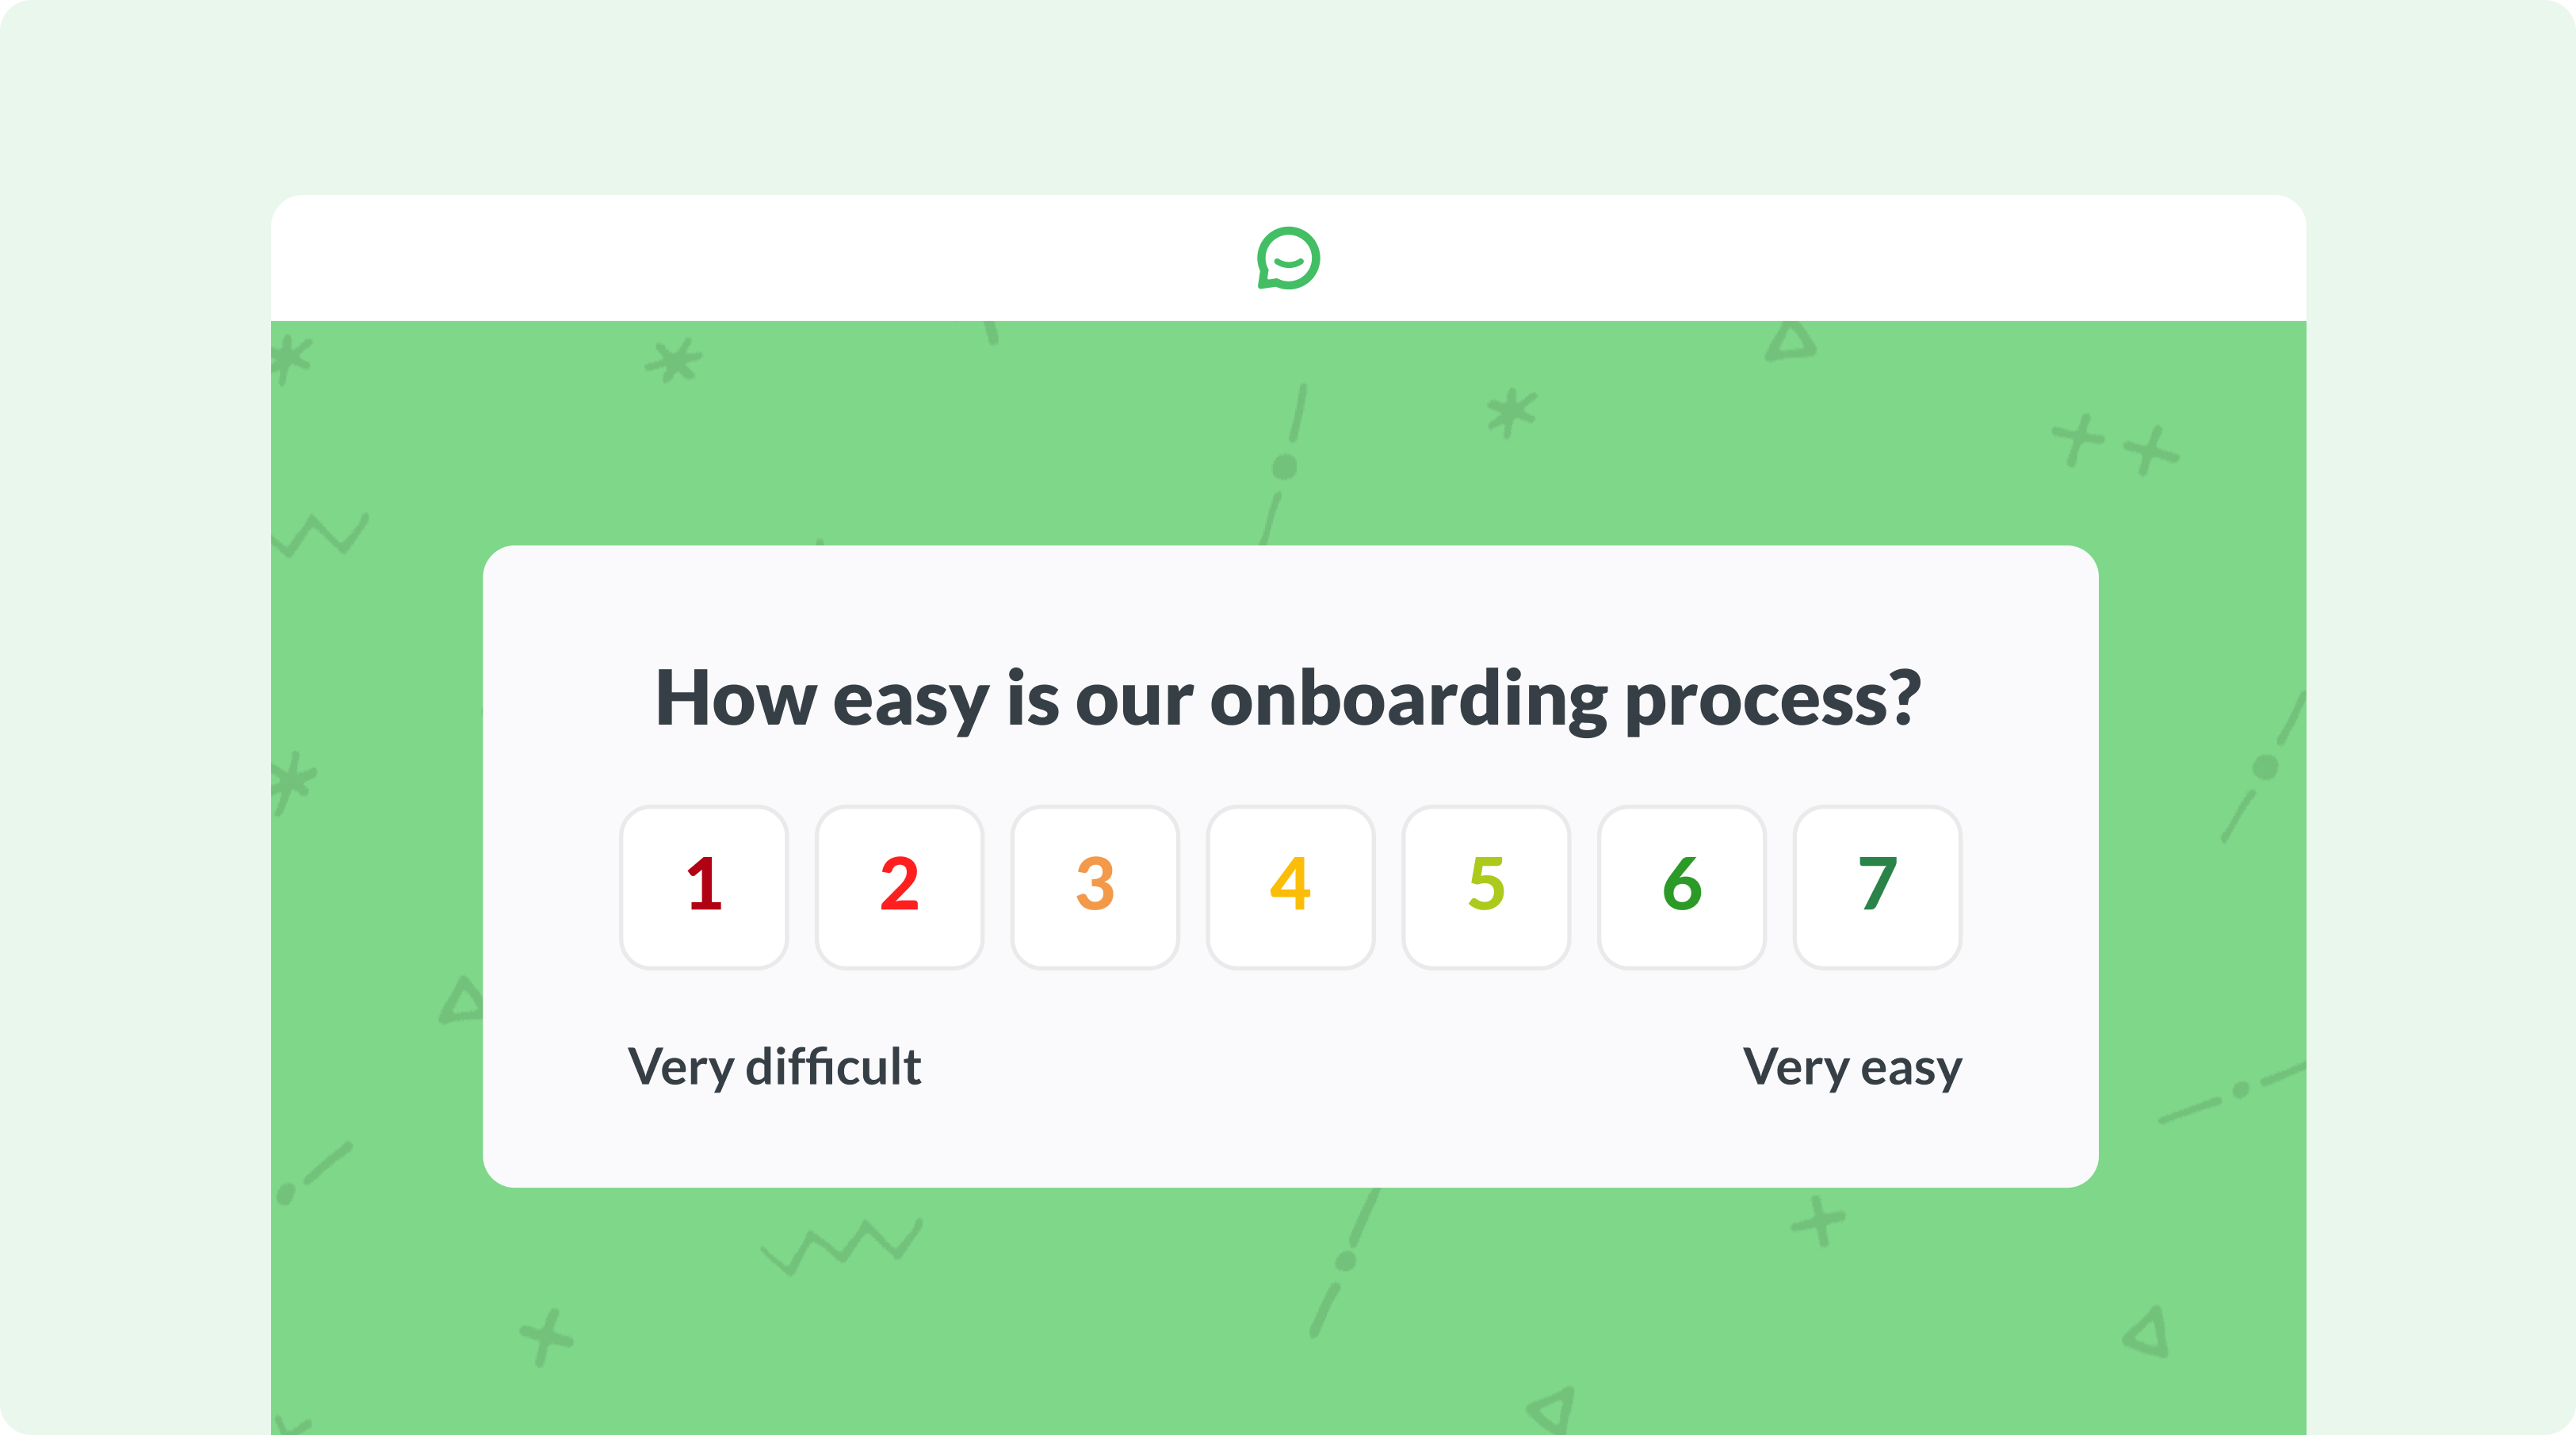 How easy is our onboarding process?
1 2 3 4 5 6 7
Very difficult Very easy